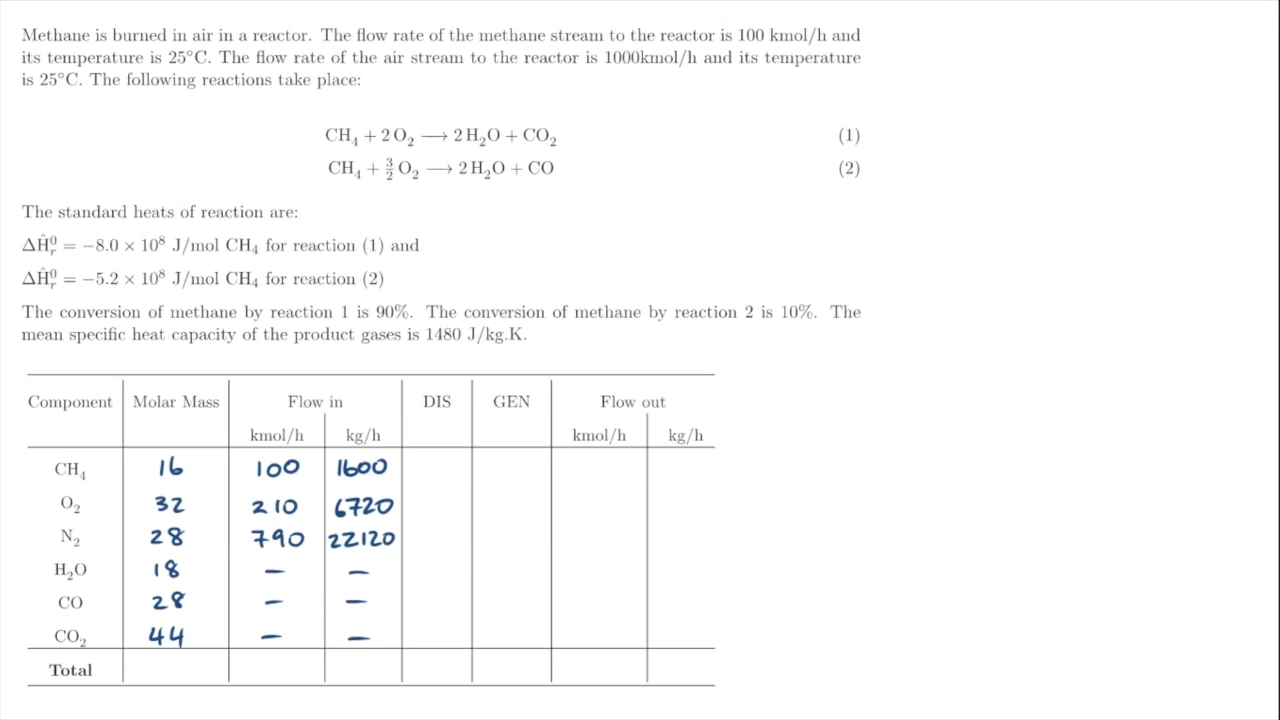 Methane is burned in air in a reactor. The flow rate of the methane stream to the reactor is 100 kmol/h and
its temperature is 25°C. The flow rate of the air stream to the reactor is 1000kmol/h and its temperature
is 25°C. The following reactions take place:
CH₄ + 2 O₂ ⟶ 2 H₂O + CO₂ (1)
CH₄ + 3/2 O₂ ⟶ 2 H₂O + CO (2)
The standard heats of reaction are:
ΔĤ⁰ᵣ = −8.0 × 10⁸ J/mol CH₄ for reaction (1) and
ΔĤ⁰ᵣ = −5.2 × 10⁸ J/mol CH₄ for reaction (2)
The conversion of methane by reaction 1 is 90%. The conversion of methane by reaction 2 is 10%. The
mean specific heat capacity of the product gases is 1480 J/kg.K.
Component Molar Mass Flow in DIS GEN Flow out
kmol/h kg/h kmol/h kg/h
CH₄ 16 100 1600
O₂ 32 210 6720
N₂ 28 790 22120
H₂O 18 – –
CO 28 – –
CO₂ 44 – –
Total